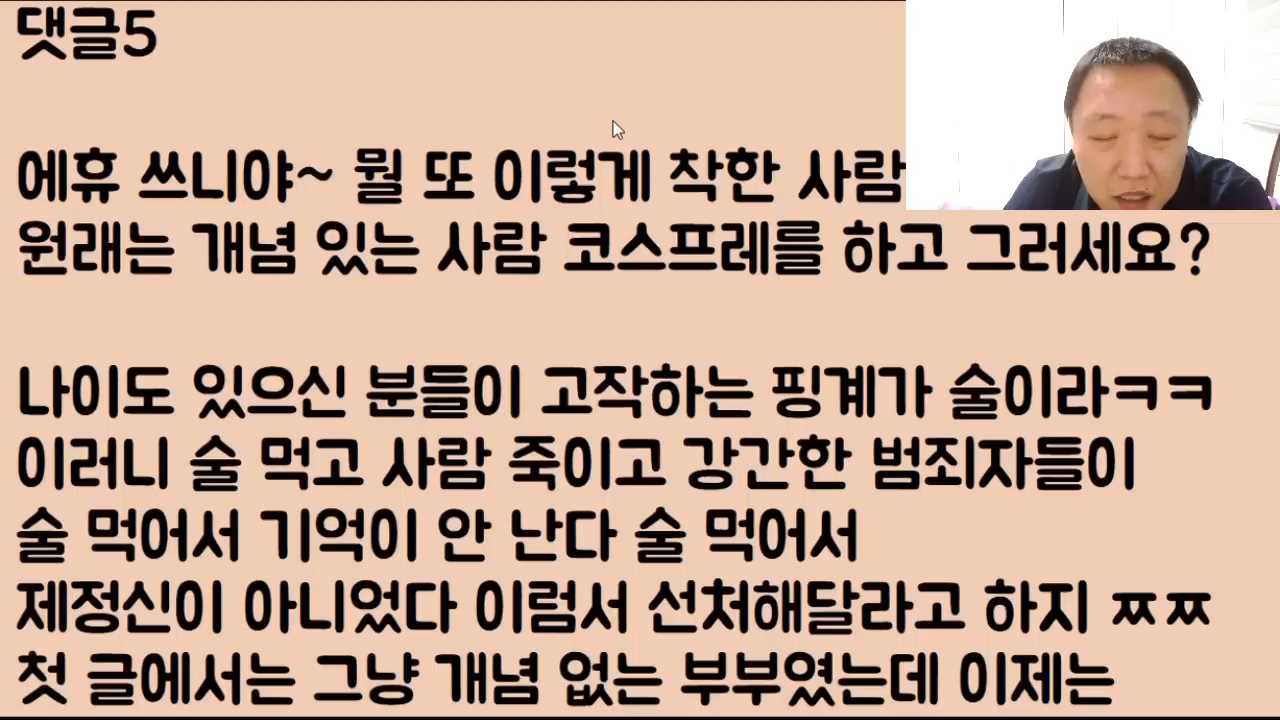 댓글5
에휴 쓰니야~ 뭘 또 이렇게 착한 사람
원래는 개념 있는 사람 코스프레를 하고 그러세요?
나이도 있으신 분들이 고작하는 핑계가 술이라ㅋㅋ
이러니 술 먹고 사람 죽이고 강간한 범죄자들이
술 먹어서 기억이 안 난다 술 먹어서
제정신이 아니었다 이럼서 선처해달라고 하지 ㅉㅉ
첫 글에서는 그냥 개념 없는 부부였는데 이제는